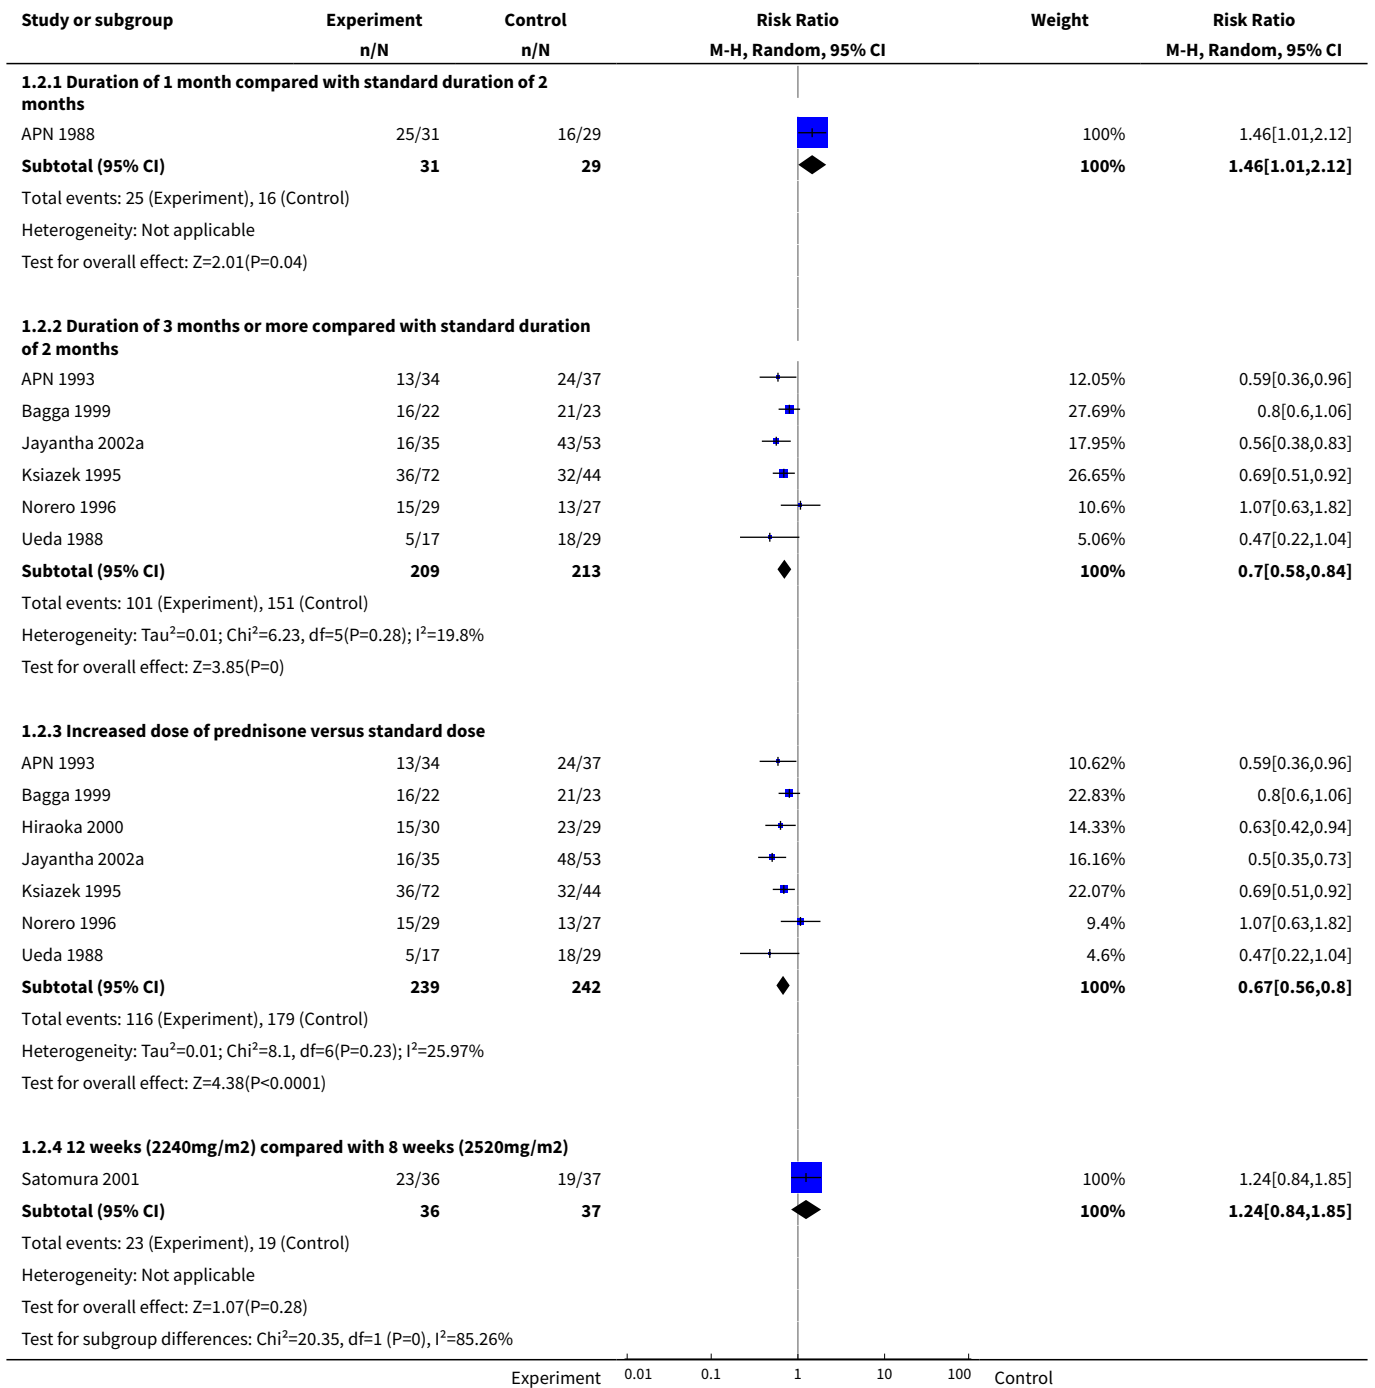 Study or subgroup Experiment Control Risk Ratio Weight Risk Ratio
n/N n/N M-H, Random, 95% CI M-H, Random, 95% CI
1.2.1 Duration of 1 month compared with standard duration of 2
months
APN 1988 25/31 16/29 100% 1.46[1.01,2.12]
Subtotal (95% CI) 31 29 100% 1.46[1.01,2.12]
Total events: 25 (Experiment), 16 (Control)
Heterogeneity: Not applicable
Test for overall effect: Z=2.01(P=0.04)
1.2.2 Duration of 3 months or more compared with standard duration
of 2 months
APN 1993 13/34 24/37 12.05% 0.59[0.36,0.96]
Bagga 1999 16/22 21/23 27.69% 0.8[0.6,1.06]
Jayantha 2002a 16/35 43/53 17.95% 0.56[0.38,0.83]
Ksiazek 1995 36/72 32/44 26.65% 0.69[0.51,0.92]
Norero 1996 15/29 13/27 10.6% 1.07[0.63,1.82]
Ueda 1988 5/17 18/29 5.06% 0.47[0.22,1.04]
Subtotal (95% CI) 209 213 100% 0.7[0.58,0.84]
Total events: 101 (Experiment), 151 (Control)
Heterogeneity: Tau²=0.01; Chi²=6.23, df=5(P=0.28); I²=19.8%
Test for overall effect: Z=3.85(P=0)
1.2.3 Increased dose of prednisone versus standard dose
APN 1993 13/34 24/37 10.62% 0.59[0.36,0.96]
Bagga 1999 16/22 21/23 22.83% 0.8[0.6,1.06]
Hiraoka 2000 15/30 23/29 14.33% 0.63[0.42,0.94]
Jayantha 2002a 16/35 48/53 16.16% 0.5[0.35,0.73]
Ksiazek 1995 36/72 32/44 22.07% 0.69[0.51,0.92]
Norero 1996 15/29 13/27 9.4% 1.07[0.63,1.82]
Ueda 1988 5/17 18/29 4.6% 0.47[0.22,1.04]
Subtotal (95% CI) 239 242 100% 0.67[0.56,0.8]
Total events: 116 (Experiment), 179 (Control)
Heterogeneity: Tau²=0.01; Chi²=8.1, df=6(P=0.23); I²=25.97%
Test for overall effect: Z=4.38(P<0.0001)
1.2.4 12 weeks (2240mg/m2) compared with 8 weeks (2520mg/m2)
Satomura 2001 23/36 19/37 100% 1.24[0.84,1.85]
Subtotal (95% CI) 36 37 100% 1.24[0.84,1.85]
Total events: 23 (Experiment), 19 (Control)
Heterogeneity: Not applicable
Test for overall effect: Z=1.07(P=0.28)
Test for subgroup differences: Chi²=20.35, df=1 (P=0), I²=85.26%
Experiment 0.01 0.1 1 10 100 Control